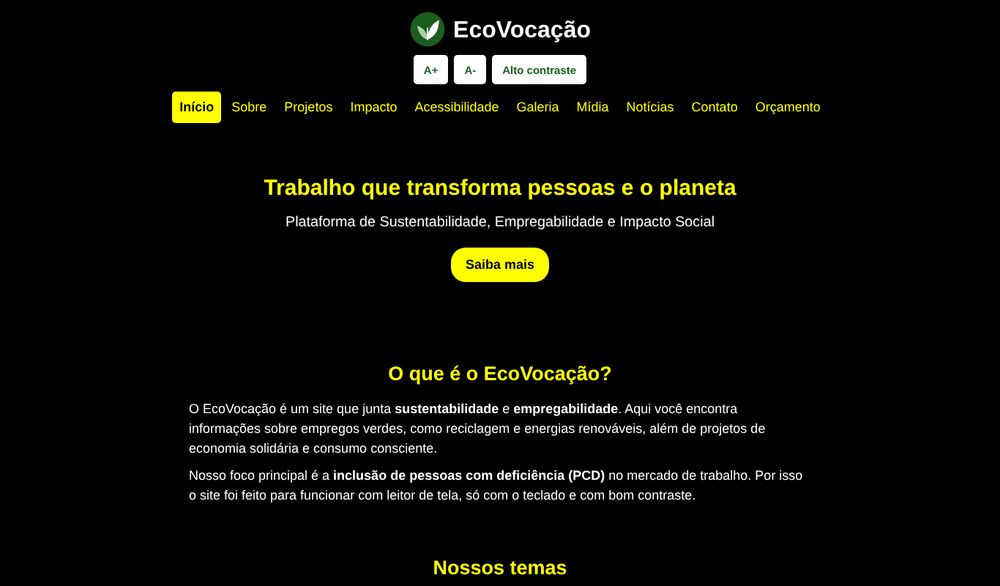 EcoVocação
A+ A- Alto contraste
Início Sobre Projetos Impacto Acessibilidade Galeria Mídia Notícias Contato Orçamento
Trabalho que transforma pessoas e o planeta
Plataforma de Sustentabilidade, Empregabilidade e Impacto Social
Saiba mais
O que é o EcoVocação?
O EcoVocação é um site que junta sustentabilidade e empregabilidade. Aqui você encontra
informações sobre empregos verdes, como reciclagem e energias renováveis, além de projetos de
economia solidária e consumo consciente.
Nosso foco principal é a inclusão de pessoas com deficiência (PCD) no mercado de trabalho. Por isso
o site foi feito para funcionar com leitor de tela, só com o teclado e com bom contraste.
Nossos temas